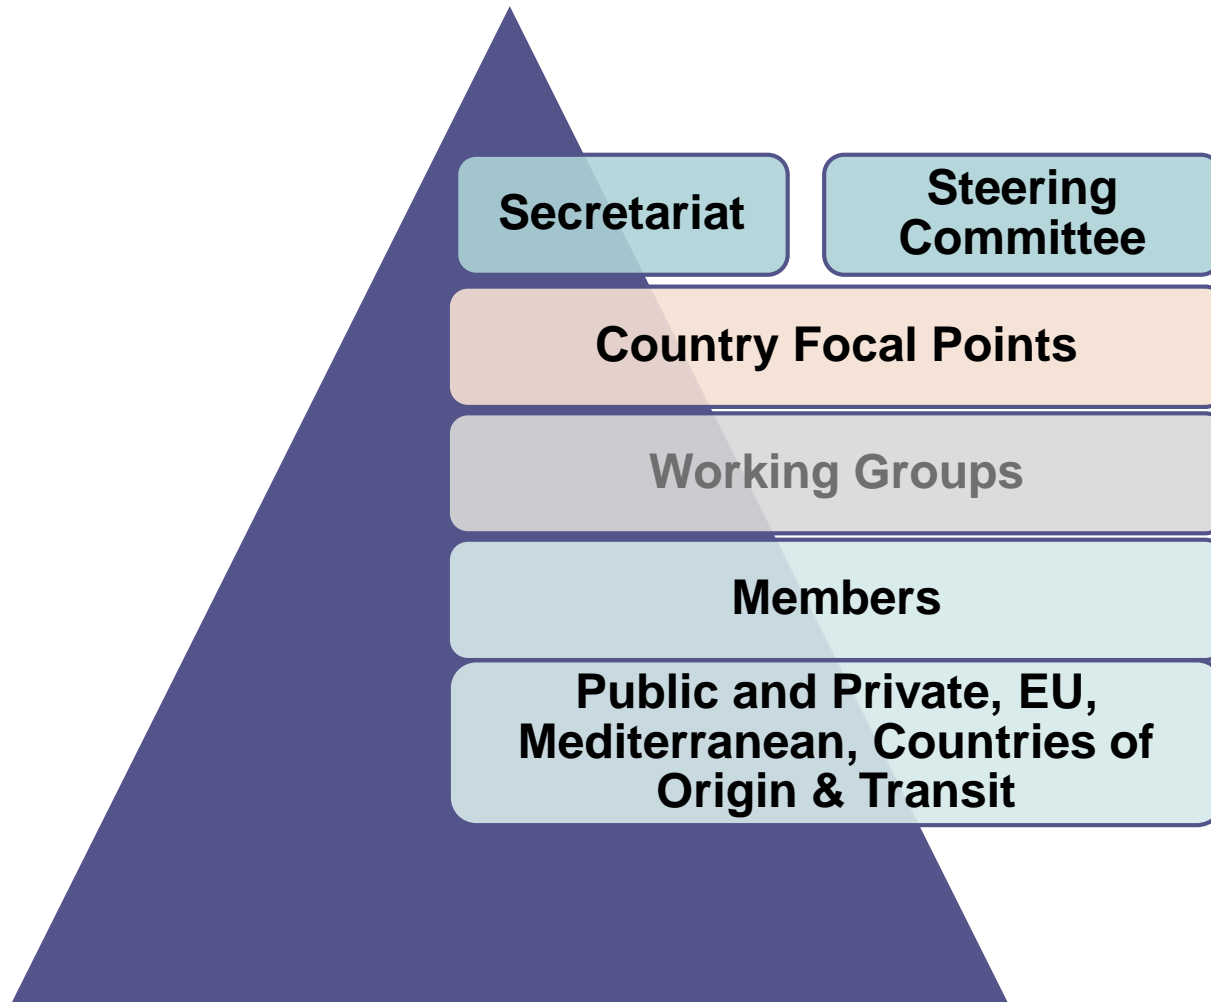 Secretariat
Steering
Committee
Country Focal Points
Working Groups
Members
Public and Private, EU,
Mediterranean, Countries of
Origin & Transit